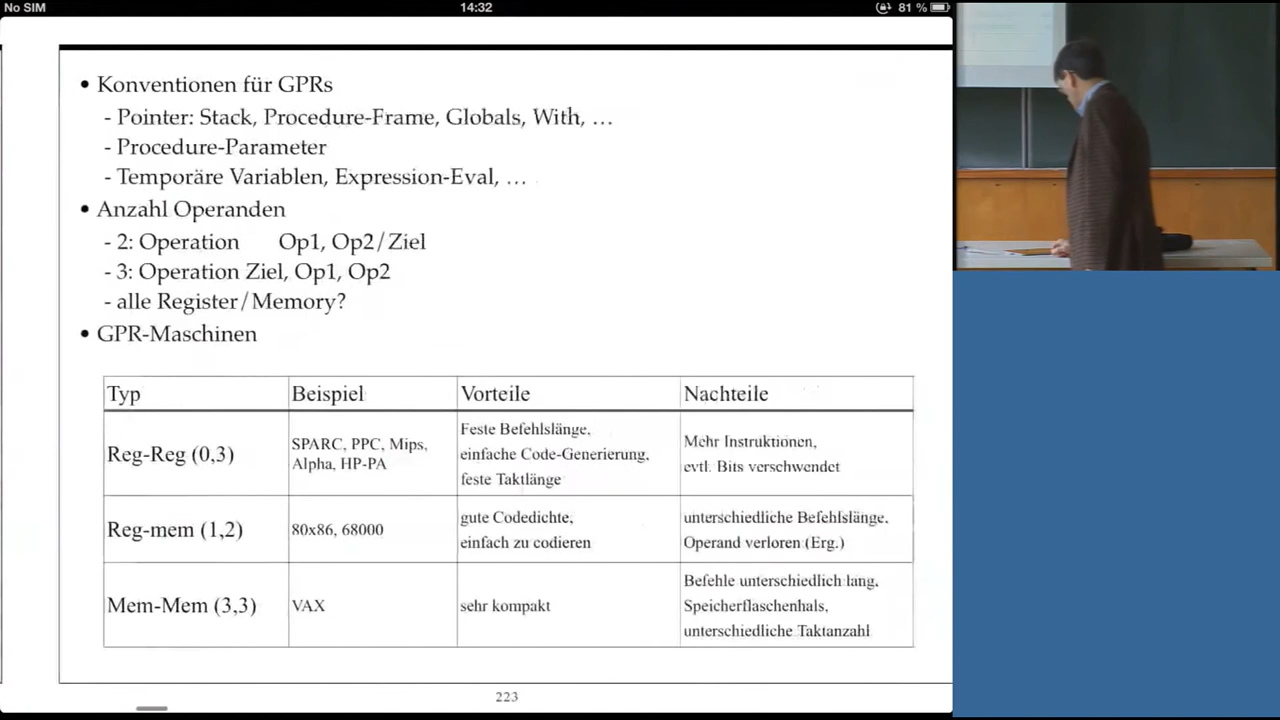 No SIM 14:32 81 %
• Konventionen für GPRs
- Pointer: Stack, Procedure-Frame, Globals, With, …
- Procedure-Parameter
- Temporäre Variablen, Expression-Eval, …
• Anzahl Operanden
- 2: Operation Op1, Op2/Ziel
- 3: Operation Ziel, Op1, Op2
- alle Register/Memory?
• GPR-Maschinen
Typ Beispiel Vorteile Nachteile
Reg-Reg (0,3)
SPARC, PPC, Mips,
Alpha, HP-PA
Feste Befehlslänge,
einfache Code-Generierung,
feste Taktlänge
Mehr Instruktionen,
evtl. Bits verschwendet
Reg-mem (1,2)
80x86, 68000
gute Codedichte,
einfach zu codieren
unterschiedliche Befehlslänge,
Operand verloren (Erg.)
Mem-Mem (3,3)
VAX
sehr kompakt
Befehle unterschiedlich lang,
Speicherflaschenhals,
unterschiedliche Taktanzahl
223